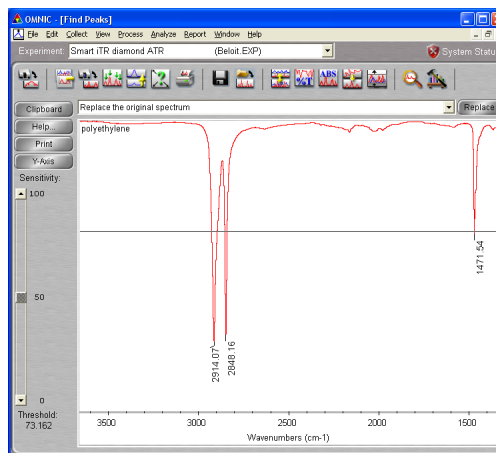 OMNIC - [Find Peaks]
File Edit Collect View Process Analyze Report Window Help
Experiment: Smart iTR diamond ATR (Beloit.EXP)
System Statu
%T ABS
Clipboard
Replace the original spectrum
Replace
Help...
Print
Y-Axis
Sensitivity:
100
50
0
Threshold:
73.162
polyethylene
2914.07
2848.16
1471.54
3500 3000 2500 2000 1500
Wavenumbers (cm-1)